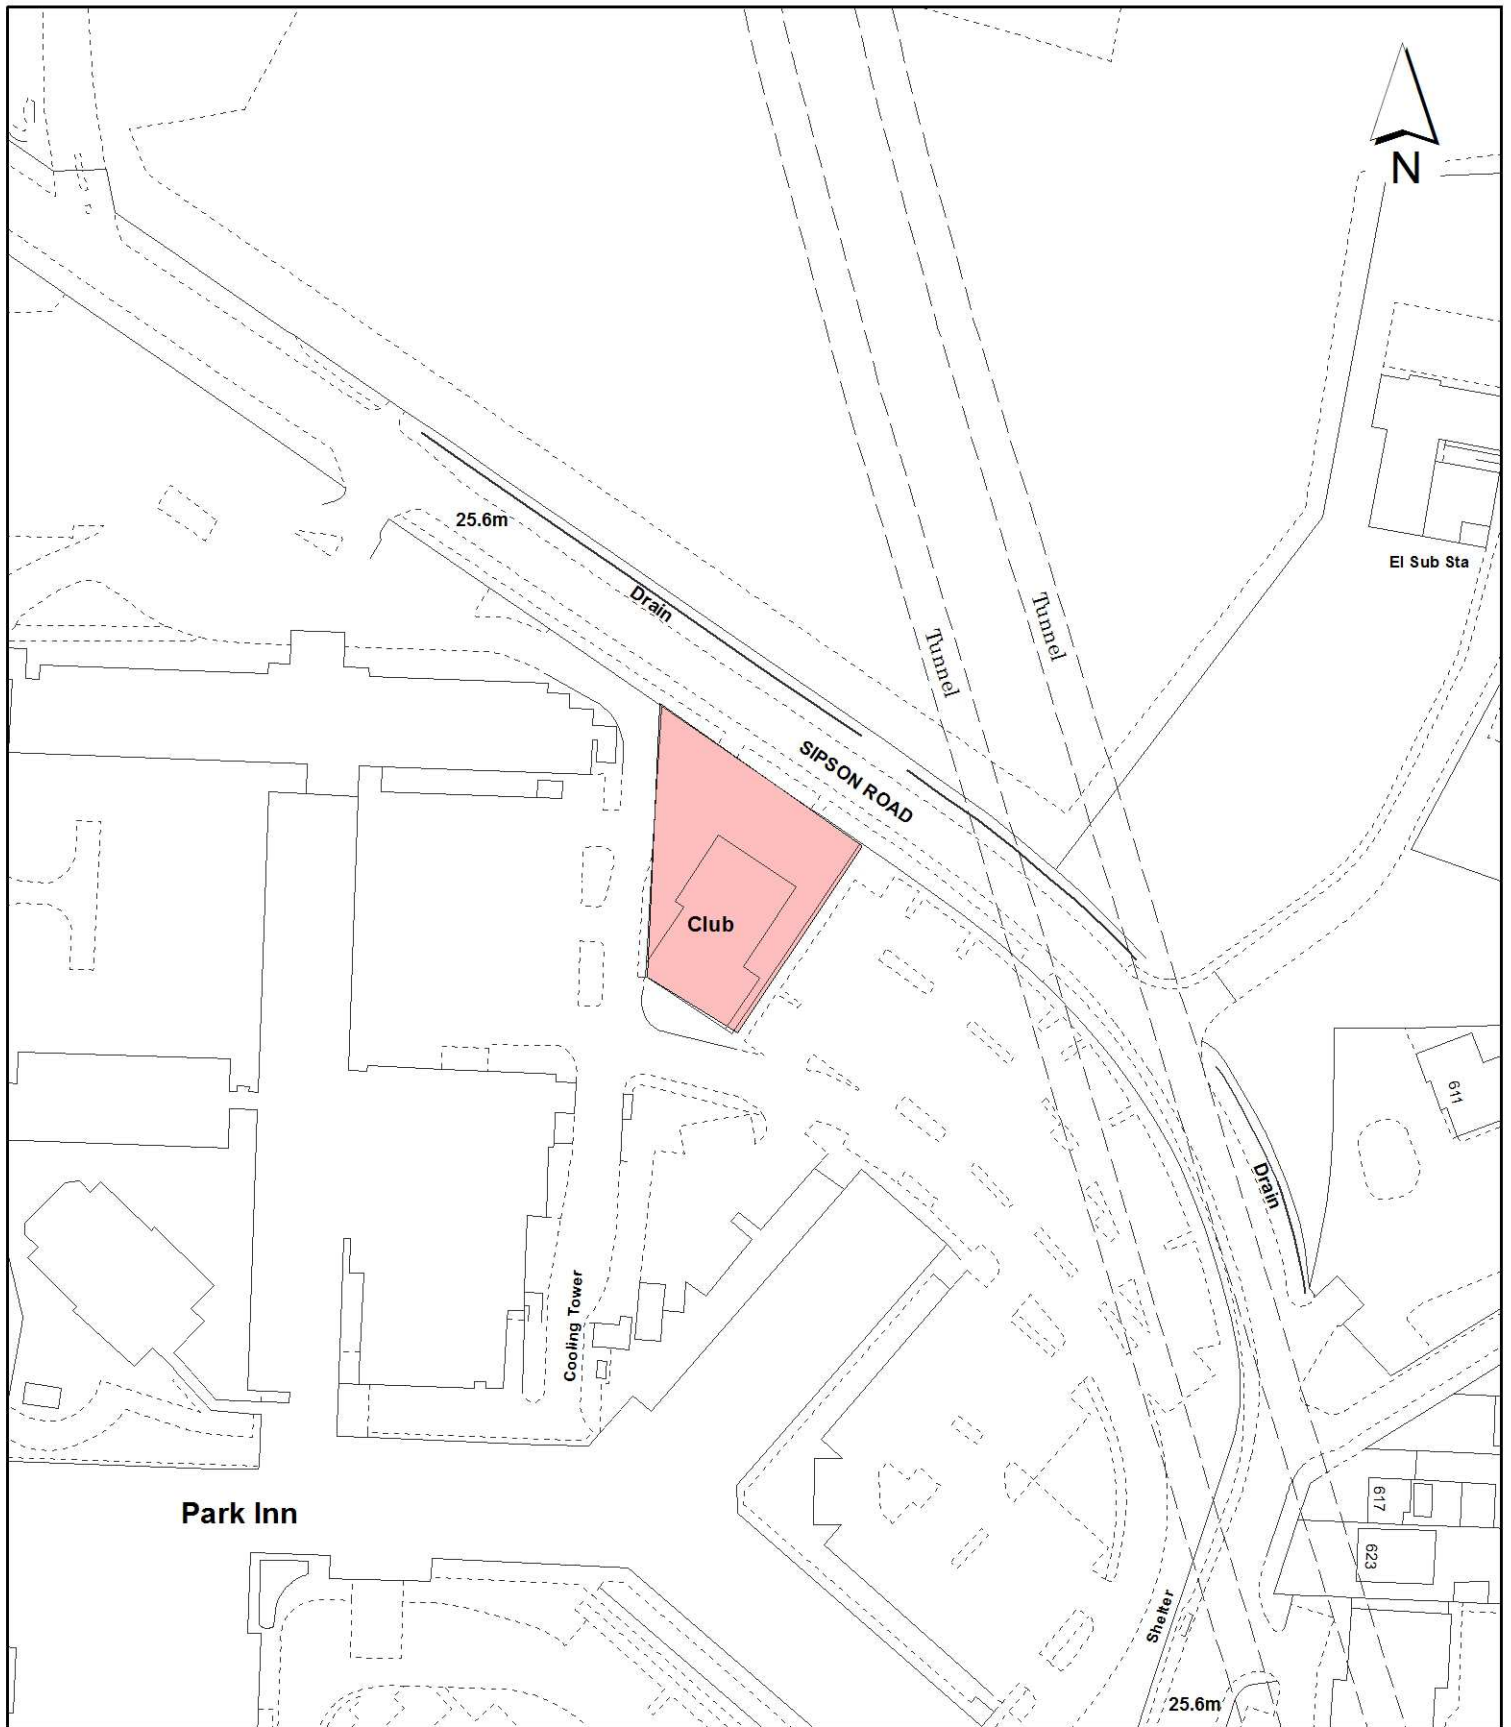 N
25.6m
El Sub Sta
Drain
Tunnel
Tunnel
SIPSON ROAD
Club
611
Drain
Cooling Tower
Park Inn
617
623
Shelter
25.6m